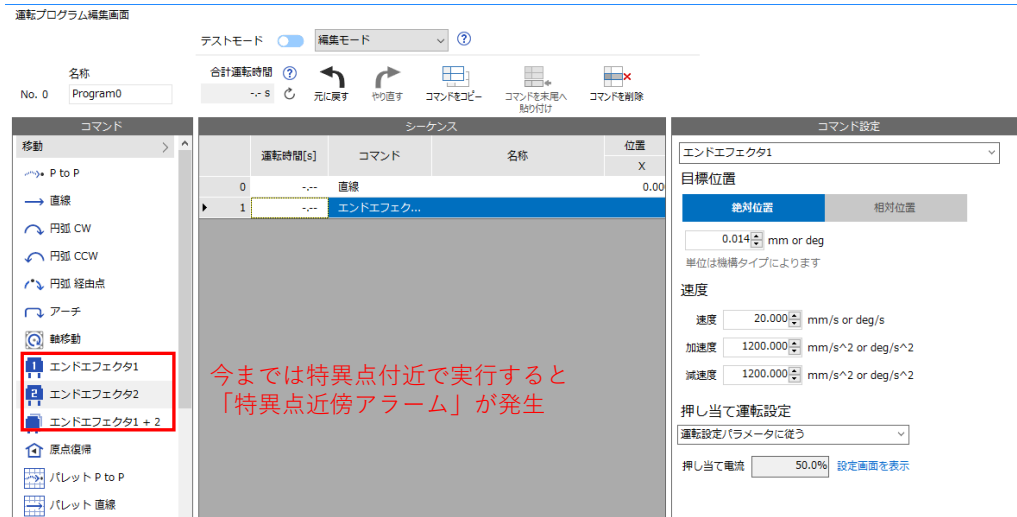 運転プログラム編集画面
テストモード 編集モード ?
名称
No. 0 Program0
合計運転時間 ?
-.- s
元に戻す やり直す コマンドをコピー コマンドを末尾へ
貼り付け コマンドを削除
コマンド
移動
P to P
直線
円弧 CW
円弧 CCW
円弧 経由点
アーチ
軸移動
1 エンドエフェクタ1
2 エンドエフェクタ2
エンドエフェクタ1 + 2
原点復帰
パレット P to P
パレット 直線
シーケンス
運転時間[s] コマンド 名称 位置
X
0 -.-- 直線 0.00
1 -.-- エンドエフェク...
今までは特異点付近で実行すると
「特異点近傍アラーム」が発生
コマンド設定
エンドエフェクタ1
目標位置
絶対位置 相対位置
0.014 mm or deg
単位は機構タイプによります
速度
速度 20.000 mm/s or deg/s
加速度 1200.000 mm/s^2 or deg/s^2
減速度 1200.000 mm/s^2 or deg/s^2
押し当て運転設定
運転設定パラメータに従う
押し当て電流 50.0% 設定画面を表示